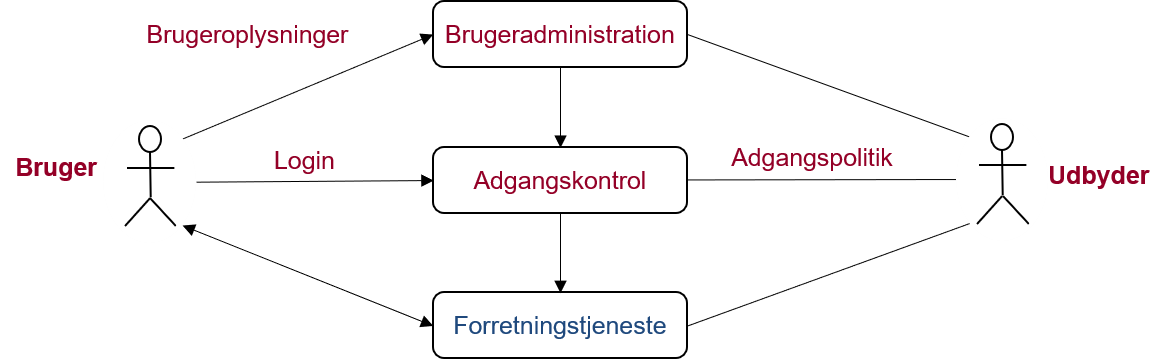 Brugeroplysninger
Brugeradministration
Bruger
Login
Adgangskontrol
Adgangspolitik
Udbyder
Forretningstjeneste